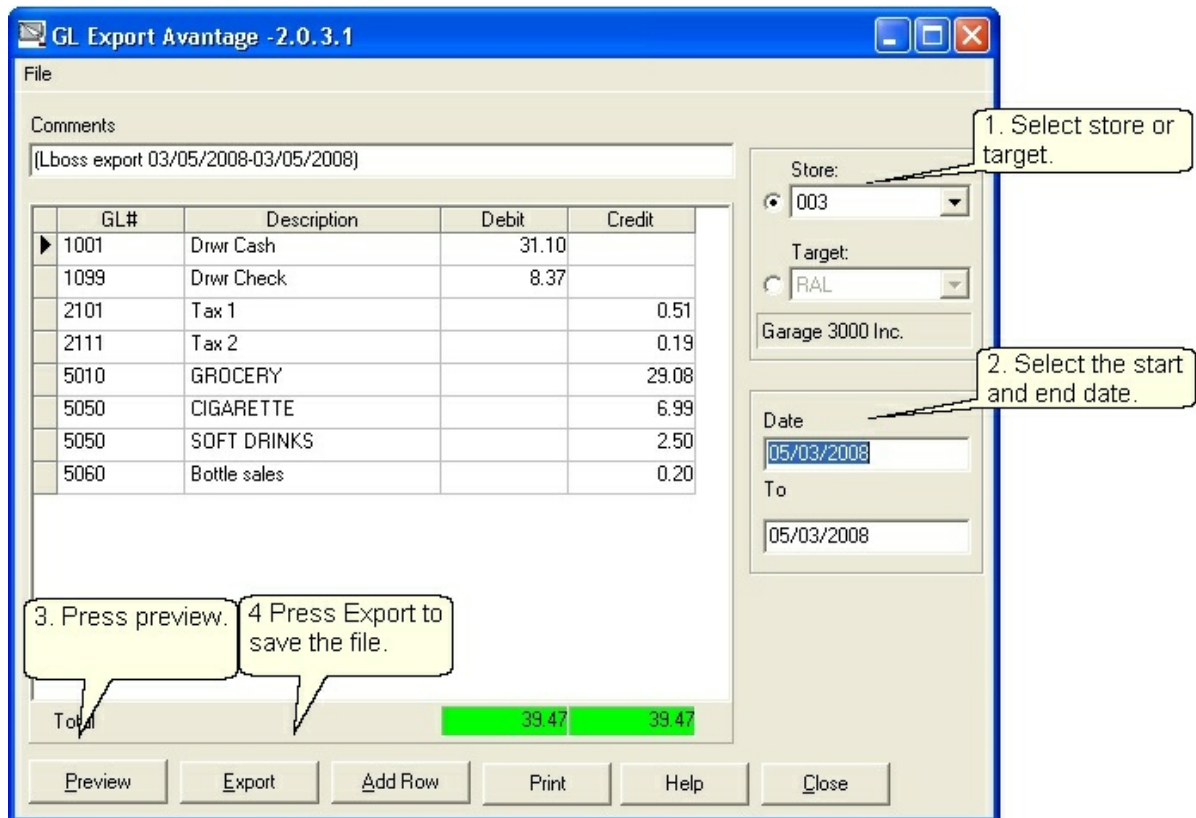 GL Export Avantage -2.0.3.1
File
Comments
(Lboss export 03/05/2008-03/05/2008)
GL# Description Debit Credit
1001 Drwr Cash 31.10
1099 Drwr Check 8.37
2101 Tax 1 0.51
2111 Tax 2 0.19
5010 GROCERY 29.08
5050 CIGARETTE 6.99
5050 SOFT DRINKS 2.50
5060 Bottle sales 0.20
Total 39.47 39.47
Store:
003
Target:
RAL
Garage 3000 Inc.
Date
05/03/2008
To
05/03/2008
1. Select store or
target.
2. Select the start
and end date.
3. Press preview.
4 Press Export to
save the file.
Preview Export Add Row Print Help Close